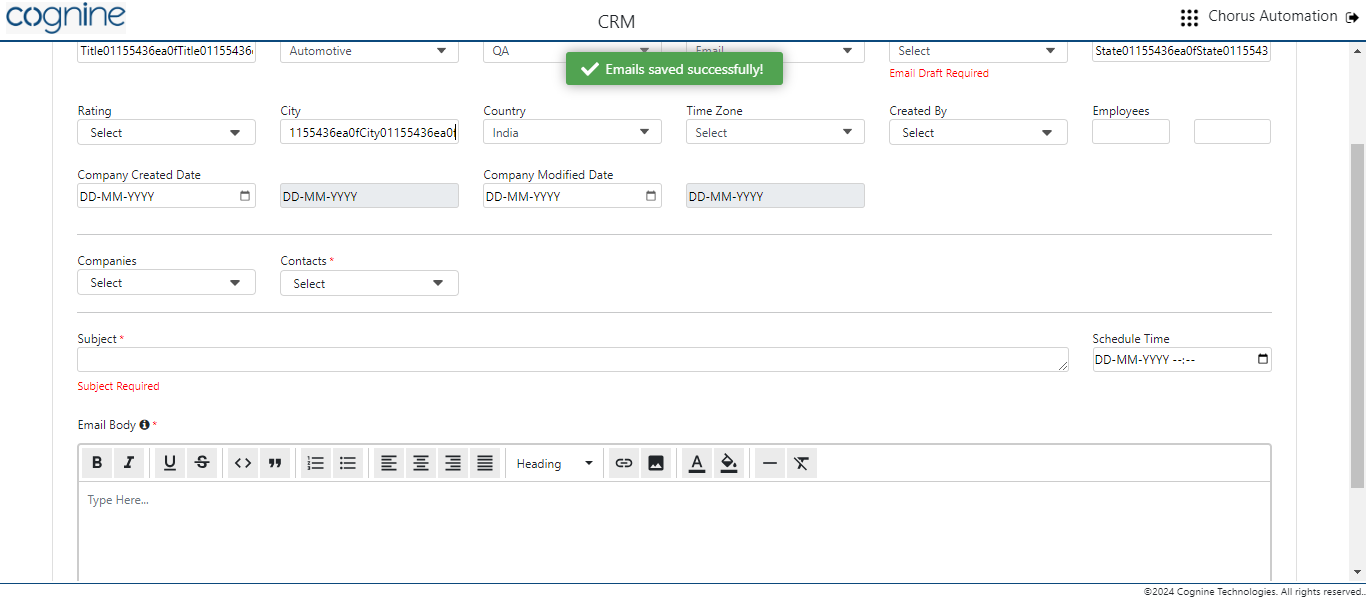 cognine
CRM
Chorus Automation
Title01155436ea0fTitle01155436
Automotive
QA
Email
Select
State01155436ea0fState0115543
Emails saved successfully!
Email Draft Required
Rating
City
Country
Time Zone
Created By
Employees
Select
1155436ea0fCity01155436ea0f
India
Select
Select
Company Created Date
Company Modified Date
DD-MM-YYYY
DD-MM-YYYY
DD-MM-YYYY
DD-MM-YYYY
Companies
Contacts *
Select
Select
Subject *
Schedule Time
DD-MM-YYYY --:--
Subject Required
Email Body *
Heading
Type Here...
©2024 Cognine Technologies. All rights reserved.